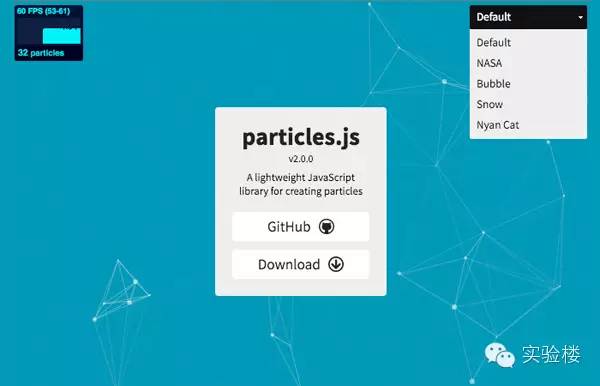 60 FPS (53-61)
32 particles
Default
Default
NASA
Bubble
Snow
Nyan Cat
particles.js
v2.0.0
A lightweight JavaScript
library for creating particles
GitHub
Download
实验楼